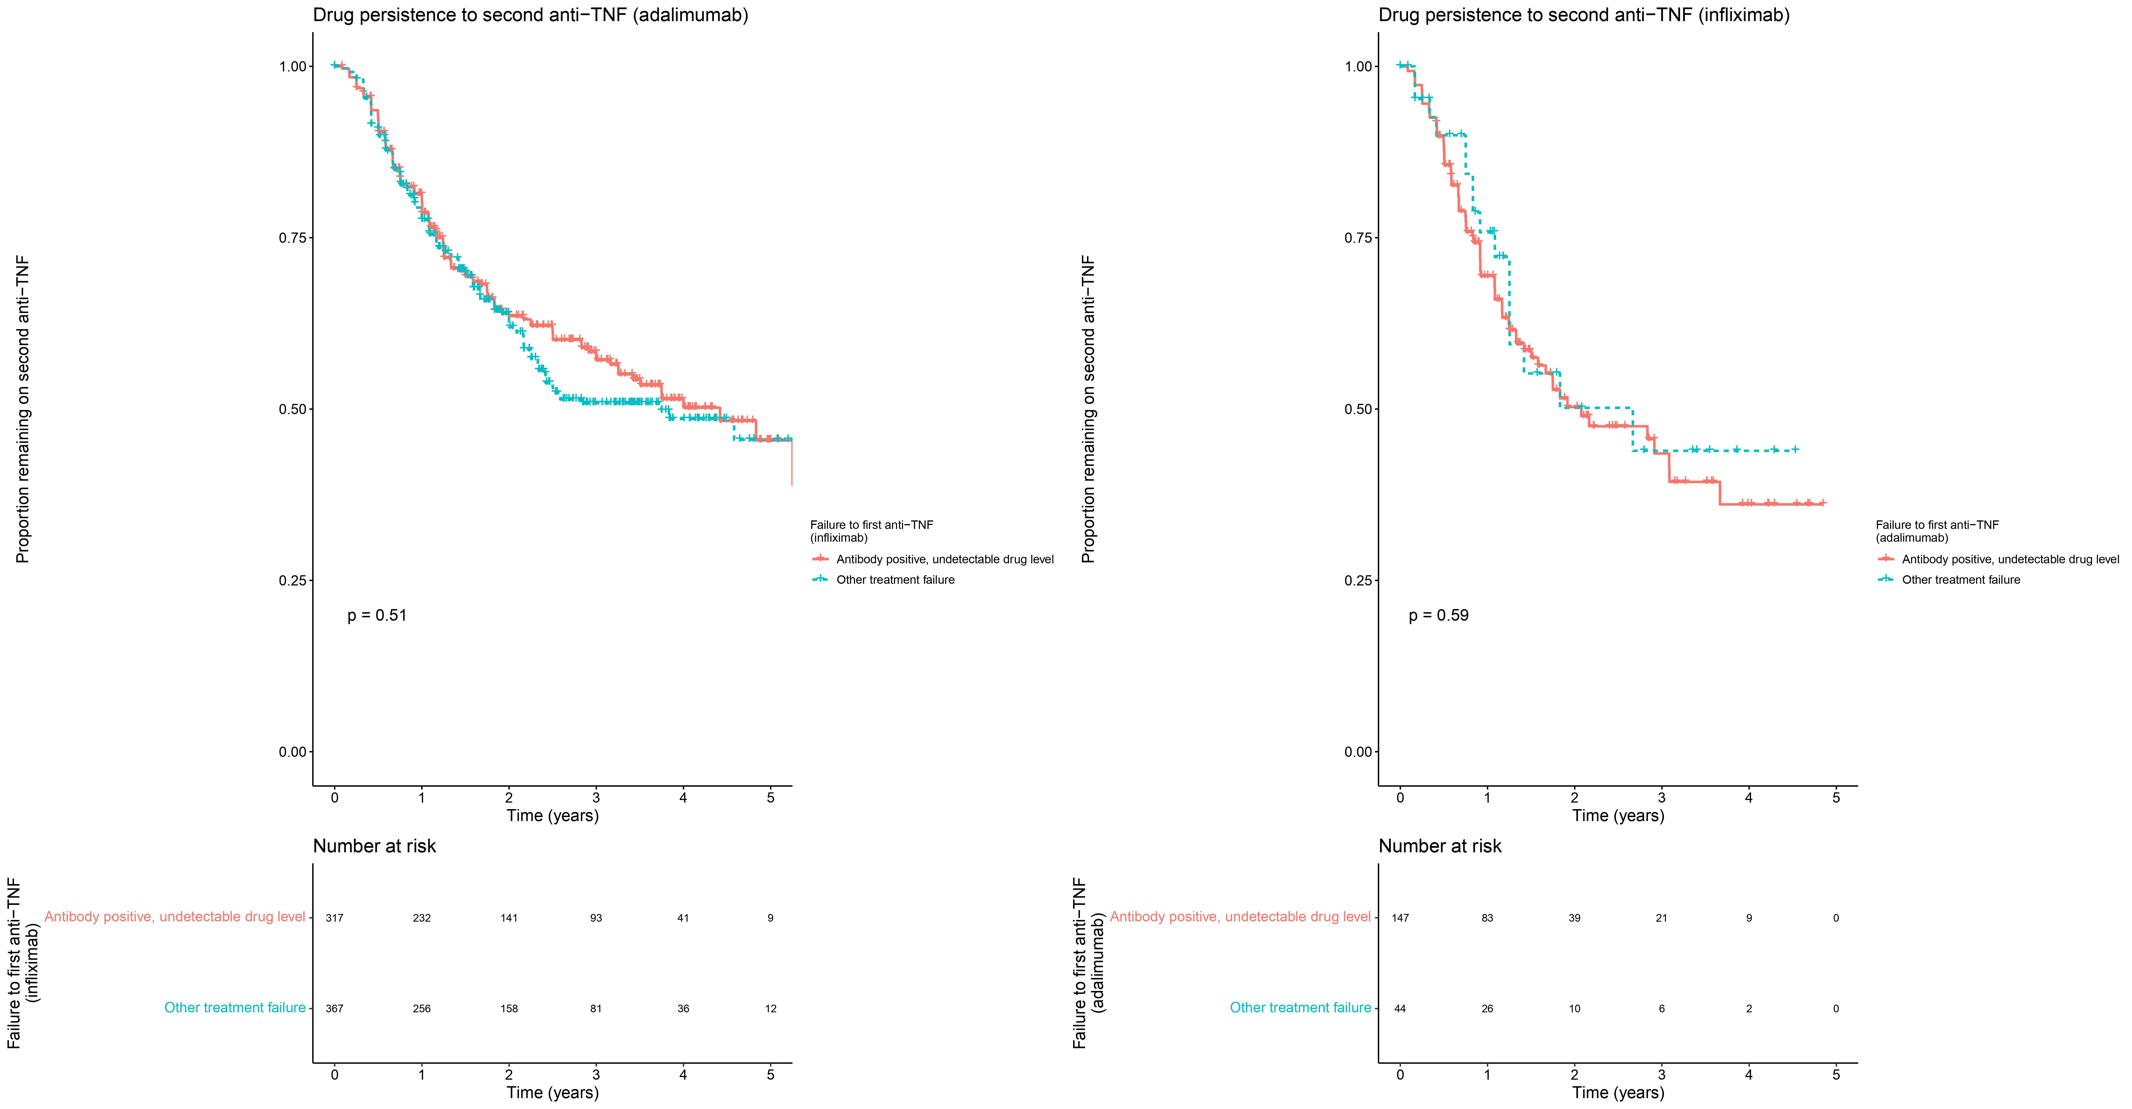 Drug persistence to second anti−TNF (adalimumab)
Proportion remaining on second anti−TNF
1.00
0.75
0.50
0.25
0.00
p = 0.51
0 1 2 3 4 5
Time (years)
Failure to first anti−TNF
(infliximab)
Antibody positive, undetectable drug level
Other treatment failure
Number at risk
Failure to first anti−TNF
(infliximab)
Antibody positive, undetectable drug level 317 232 141 93 41 9
Other treatment failure 367 256 158 81 36 12
0 1 2 3 4 5
Time (years)
Drug persistence to second anti−TNF (infliximab)
Proportion remaining on second anti−TNF
1.00
0.75
0.50
0.25
0.00
p = 0.59
0 1 2 3 4 5
Time (years)
Failure to first anti−TNF
(adalimumab)
Antibody positive, undetectable drug level
Other treatment failure
Number at risk
Failure to first anti−TNF
(adalimumab)
Antibody positive, undetectable drug level 147 83 39 21 9 0
Other treatment failure 44 26 10 6 2 0
0 1 2 3 4 5
Time (years)